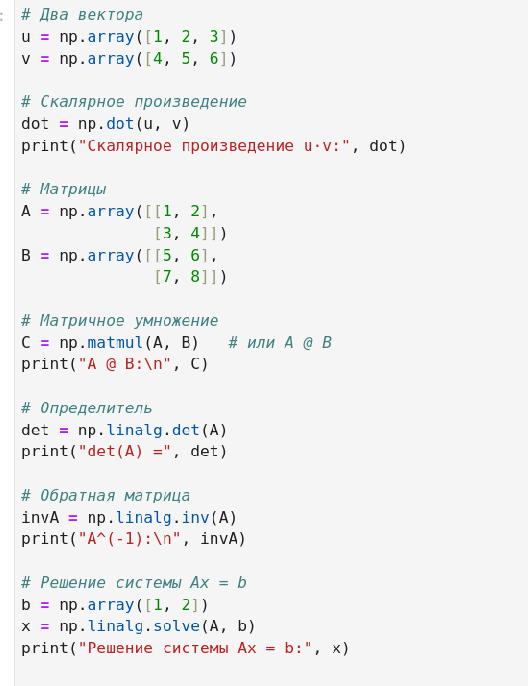 :
# Два вектора
u = np.array([1, 2, 3])
v = np.array([4, 5, 6])
# Скалярное произведение
dot = np.dot(u, v)
print("Скалярное произведение u·v:", dot)
# Матрицы
A = np.array([[1, 2],
              [3, 4]])
B = np.array([[5, 6],
              [7, 8]])
# Матричное умножение
C = np.matmul(A, B)   # или A @ B
print("A @ B:\n", C)
# Определитель
det = np.linalg.det(A)
print("det(A) =", det)
# Обратная матрица
invA = np.linalg.inv(A)
print("A^(-1):\n", invA)
# Решение системы Ax = b
b = np.array([1, 2])
x = np.linalg.solve(A, b)
print("Решение системы Ax = b:", x)